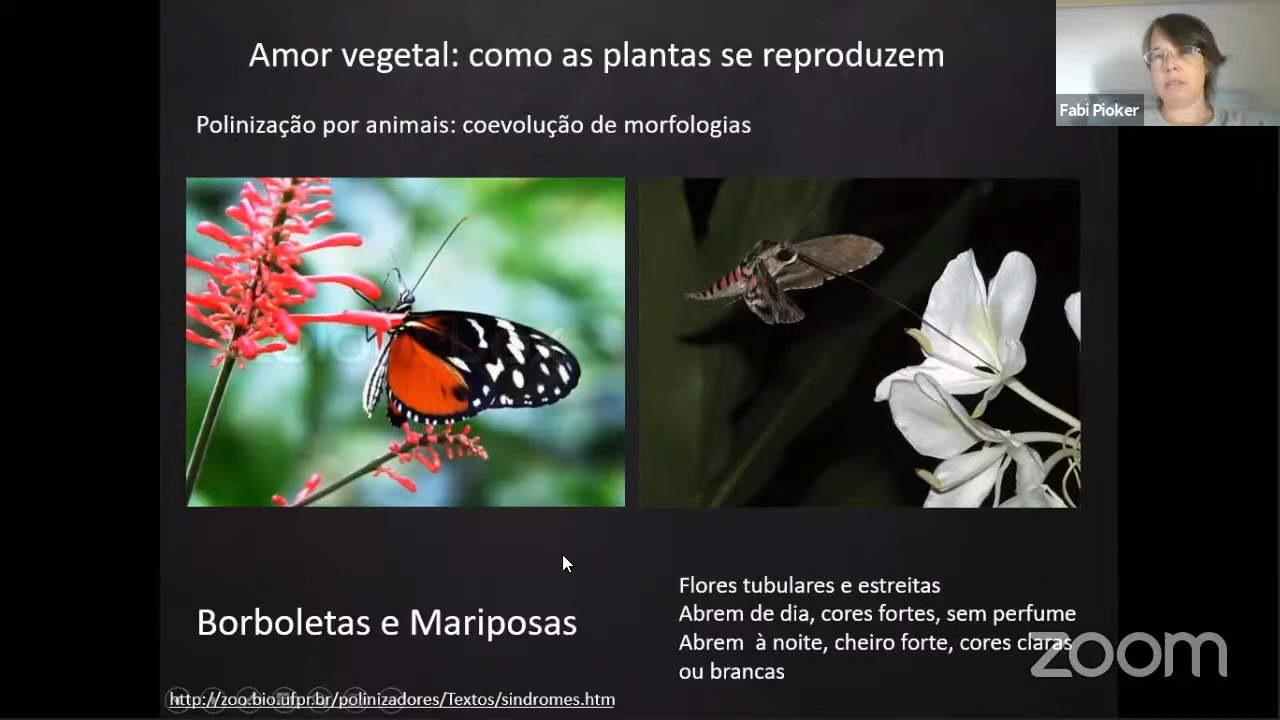 Amor vegetal: como as plantas se reproduzem
Fabi Pioker
Polinização por animais: coevolução de morfologias
Borboletas e Mariposas
Flores tubulares e estreitas
Abrem de dia, cores fortes, sem perfume
Abrem à noite, cheiro forte, cores claras
ou brancas
zoom
http://zoo.bio.ufpr.br/polinizadores/Textos/sindromes.htm